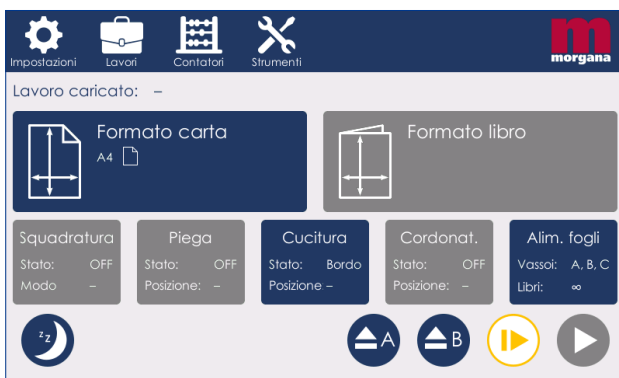 Impostazioni
Lavori
Contatori
Strumenti
morgana
Lavoro caricato: –
Formato carta
A4
Formato libro
Squadratura
Stato: OFF
Modo –
Piega
Stato: OFF
Posizione: –
Cucitura
Stato: Bordo
Posizione –
Cordonat.
Stato: OFF
Posizione: –
Alim. fogli
Vassoi: A, B, C
Libri: ∞
z z
A
B